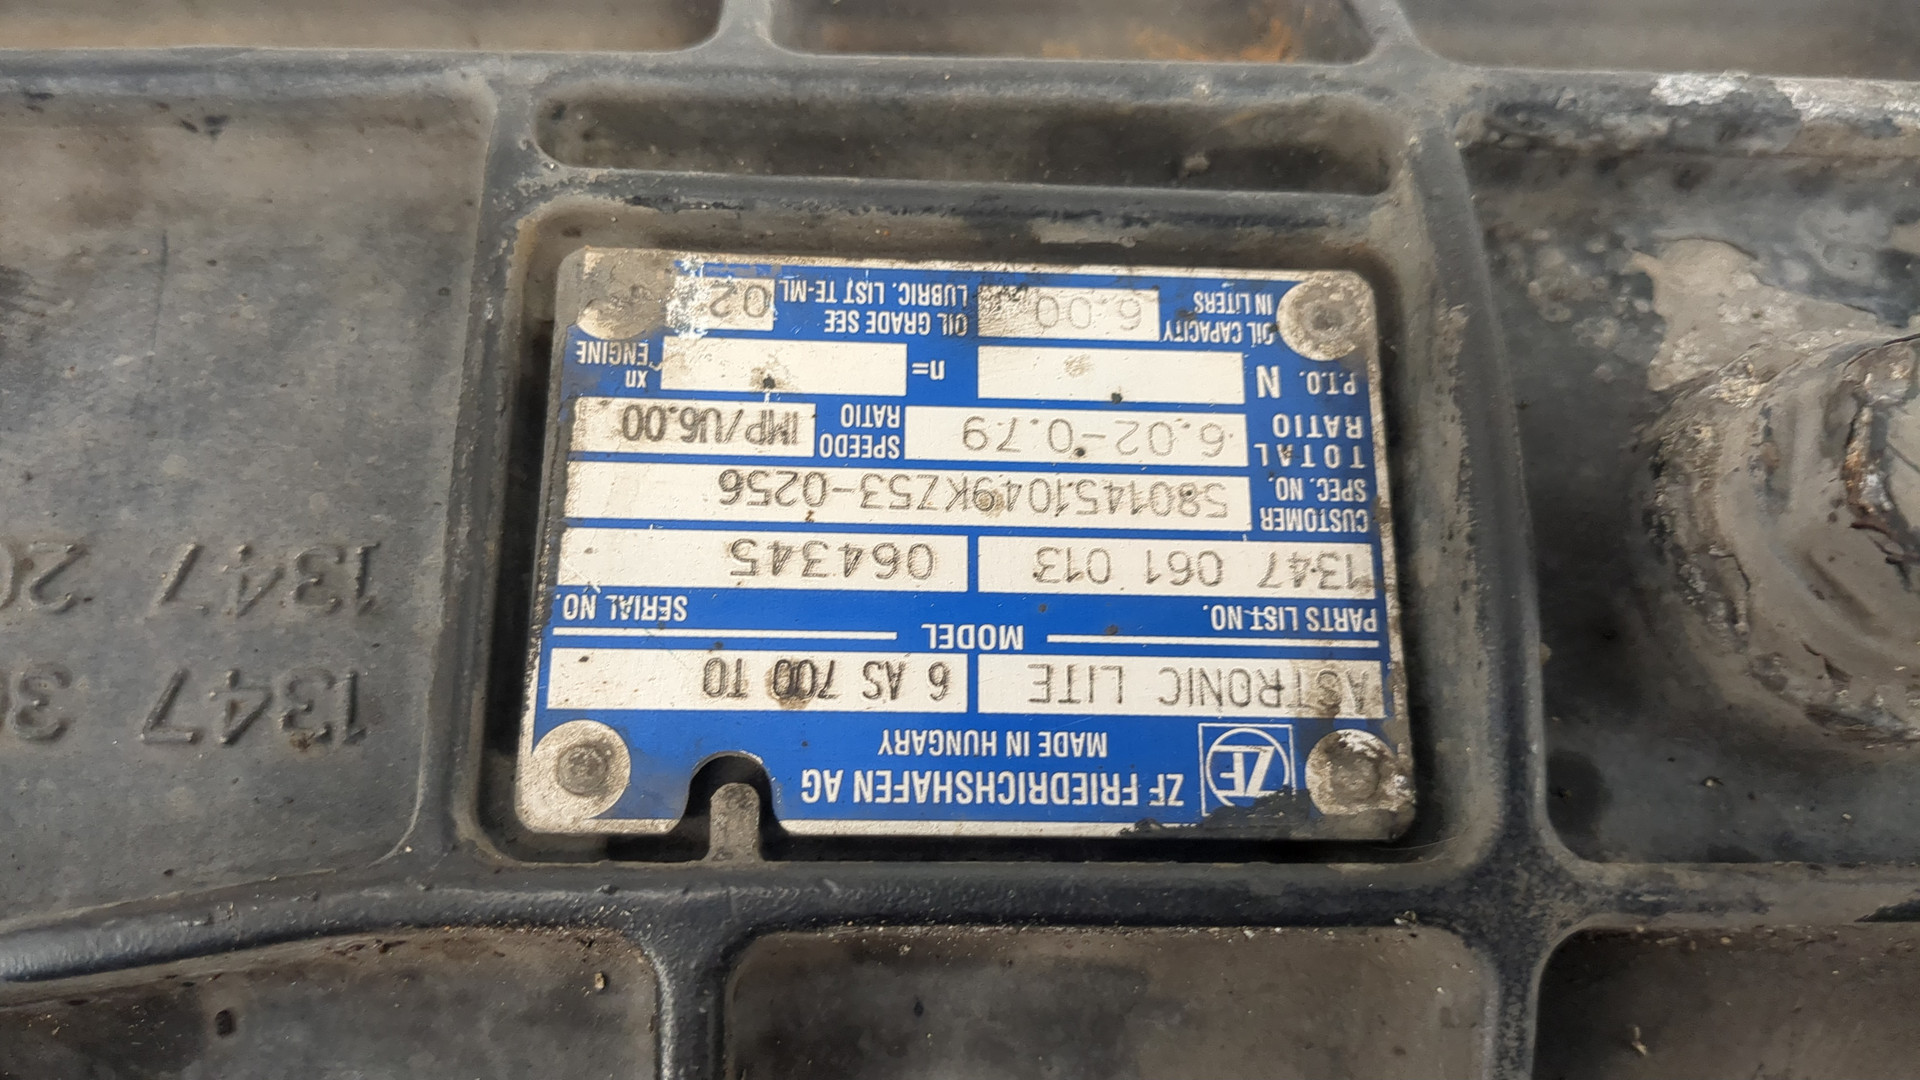 ZF
ZF FRIEDRICHSHAFEN AG
MADE IN HUNGARY
ASTRONIC LITE 6 AS 700 TO
MODEL
PARTS LIST NO. SERIAL NO.
1347 061 013 064345
CUSTOMER SPEC. NO. 5801451049KZ53-0256
TOTAL RATIO 6.02-0.79 SPEEDO RATIO IMP/U6.00
P.T.O. N n= xn ENGINE
OIL CAPACITY IN LITERS 6.00 OIL GRADE SEE LUBRIC. LIST TE-ML 02
1347
1347